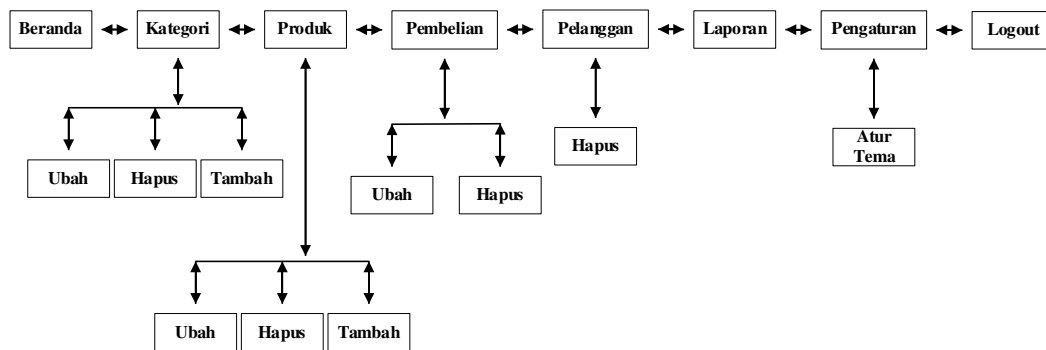 Beranda
Kategori
Produk
Pembelian
Pelanggan
Laporan
Pengaturan
Logout
Ubah
Hapus
Tambah
Ubah
Hapus
Hapus
Atur
Tema
Ubah
Hapus
Tambah